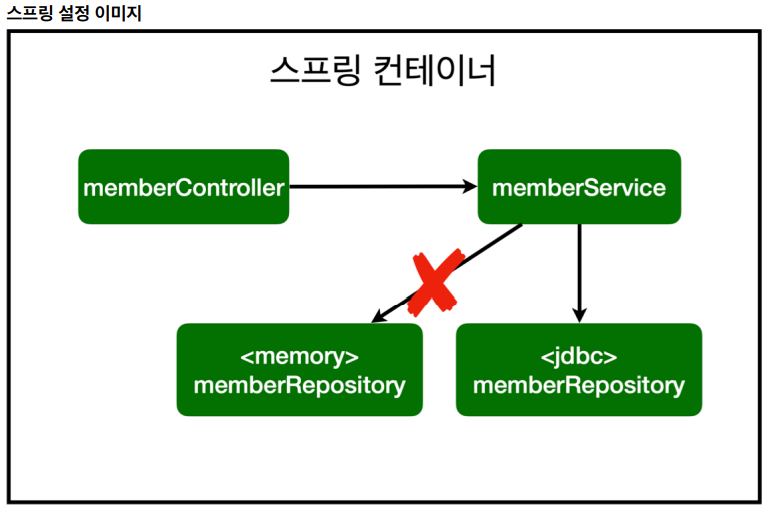 스프링 설정 이미지
스프링 컨테이너
memberController
memberService
<memory>
memberRepository
<jdbc>
memberRepository